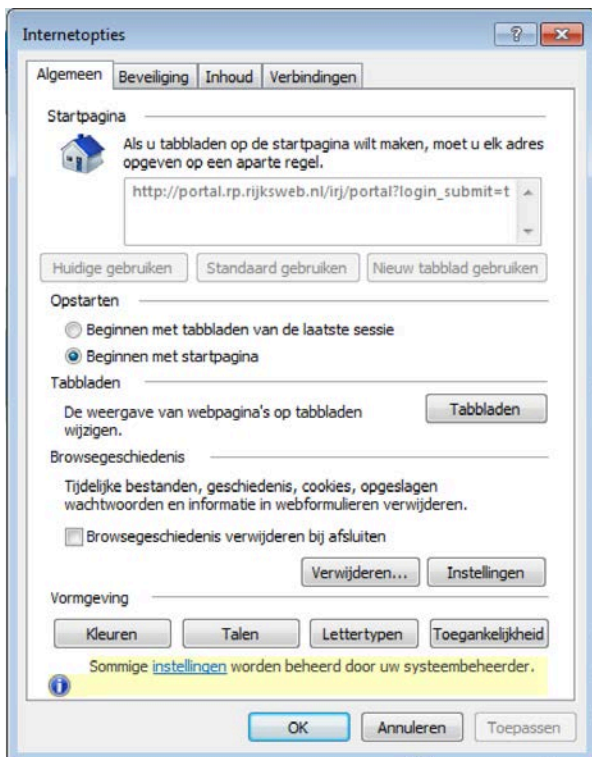 Internetopties
Algemeen Beveiliging Inhoud Verbindingen
Startpagina
Als u tabbladen op de startpagina wilt maken, moet u elk adres
opgeven op een aparte regel.
http://portal.rp.rijksweb.nl/irj/portal?login_submit=t
Huidige gebruiken Standaard gebruiken Nieuw tabblad gebruiken
Opstarten
Beginnen met tabbladen van de laatste sessie
Beginnen met startpagina
Tabbladen
De weergave van webpagina's op tabbladen
wijzigen.
Tabbladen
Browsegeschiedenis
Tijdelijke bestanden, geschiedenis, cookies, opgeslagen
wachtwoorden en informatie in webformulieren verwijderen.
Browsegeschiedenis verwijderen bij afsluiten
Verwijderen... Instellingen
Vormgeving
Kleuren Talen Lettertypen Toegankelijkheid
Sommige instellingen worden beheerd door uw systeembeheerder.
OK Annuleren Toepassen